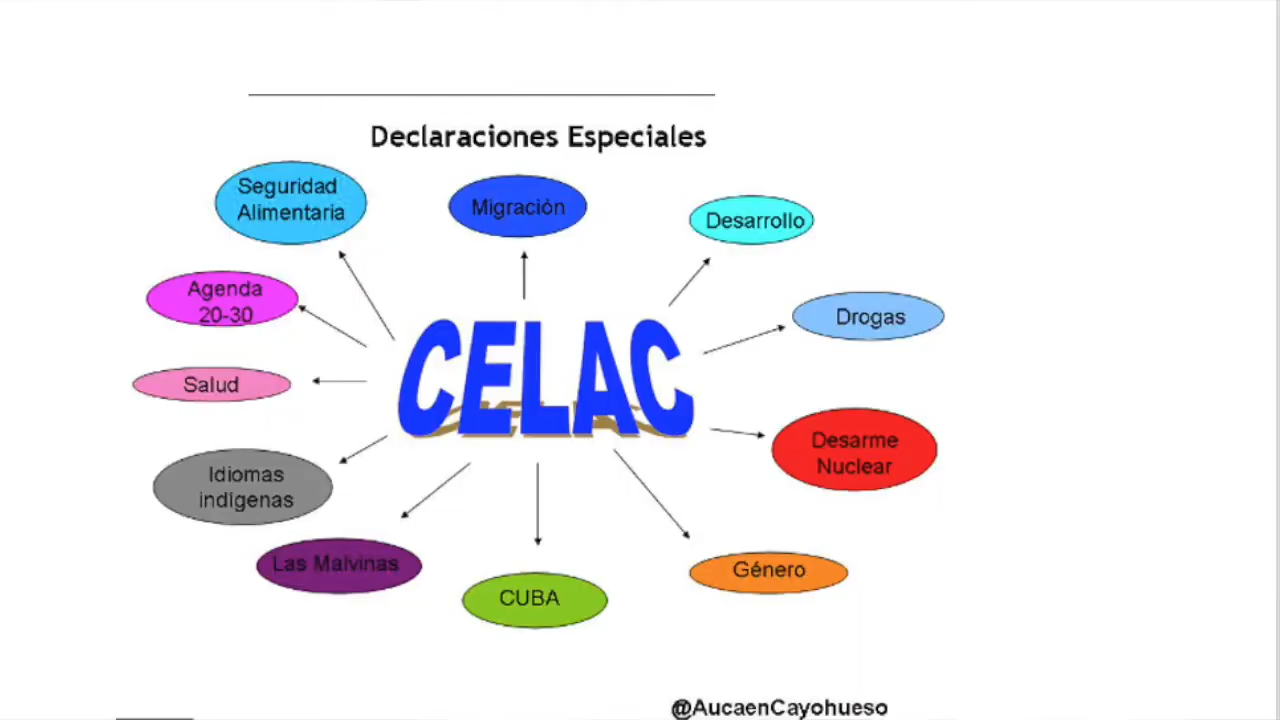 Declaraciones Especiales
Seguridad
Alimentaria
Migración
Desarrollo
Agenda
20-30
Drogas
CELAC
Salud
Desarme
Nuclear
Idiomas
indígenas
Las Malvinas
Género
CUBA
@AucaenCayohueso